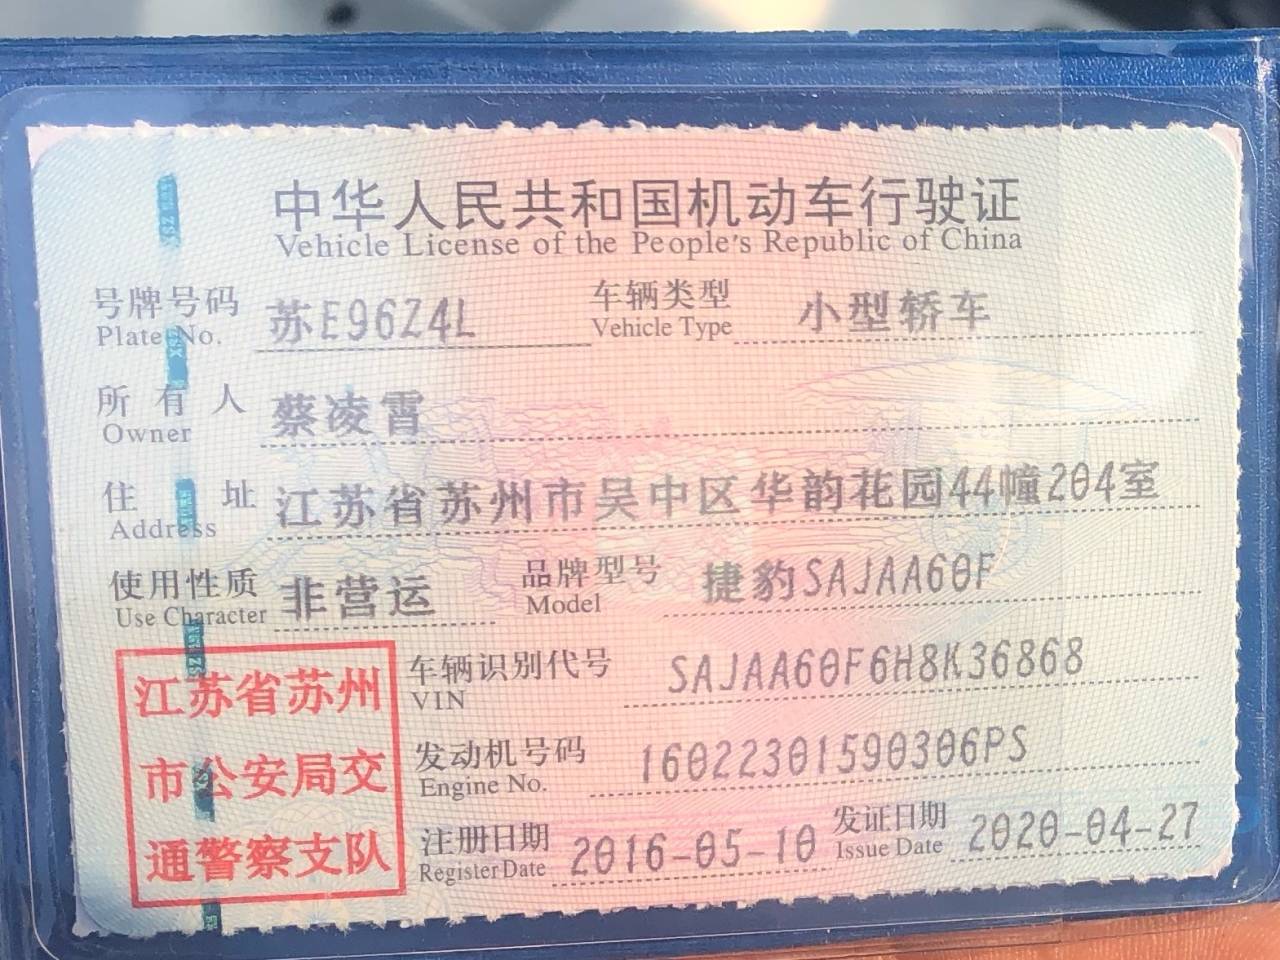 中华人民共和国机动车行驶证
Vehicle License of the People's Republic of China
号牌号码 苏E96Z4L 车辆类型 小型轿车
Plate No. Vehicle Type
所有人 蔡凌霄
Owner
住址 江苏省苏州市吴中区华韵花园44幢204室
Address
使用性质 非营运 品牌型号 捷豹SAJAA60F
Use Character Model
车辆识别代号 SAJAA60F6H8K36868
VIN
发动机号码 16022301590306PS
Engine No.
注册日期 2016-05-10 发证日期 2020-04-27
Register Date Issue Date
江苏省苏州
市公安局交
通警察支队